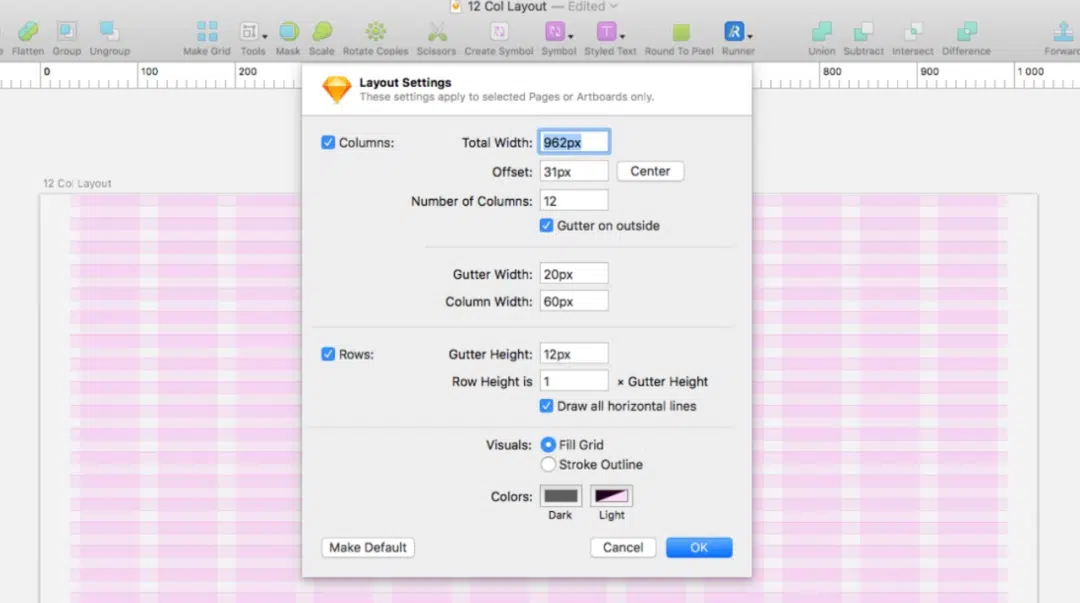 12 Col Layout — Edited
Flatten Group Ungroup Make Grid Tools Mask Scale Rotate Copies Scissors Create Symbol Symbol Styled Text Round To Pixel Runner Union Subtract Intersect Difference Forward
0 100 200 800 900 1 000
Layout Settings
These settings apply to selected Pages or Artboards only.
Columns: Total Width: 962px
Offset: 31px Center
12 Col Layout
Number of Columns: 12
Gutter on outside
Gutter Width: 20px
Column Width: 60px
Rows: Gutter Height: 12px
Row Height is 1 × Gutter Height
Draw all horizontal lines
Visuals: Fill Grid
Stroke Outline
Colors:
Dark Light
Make Default Cancel OK